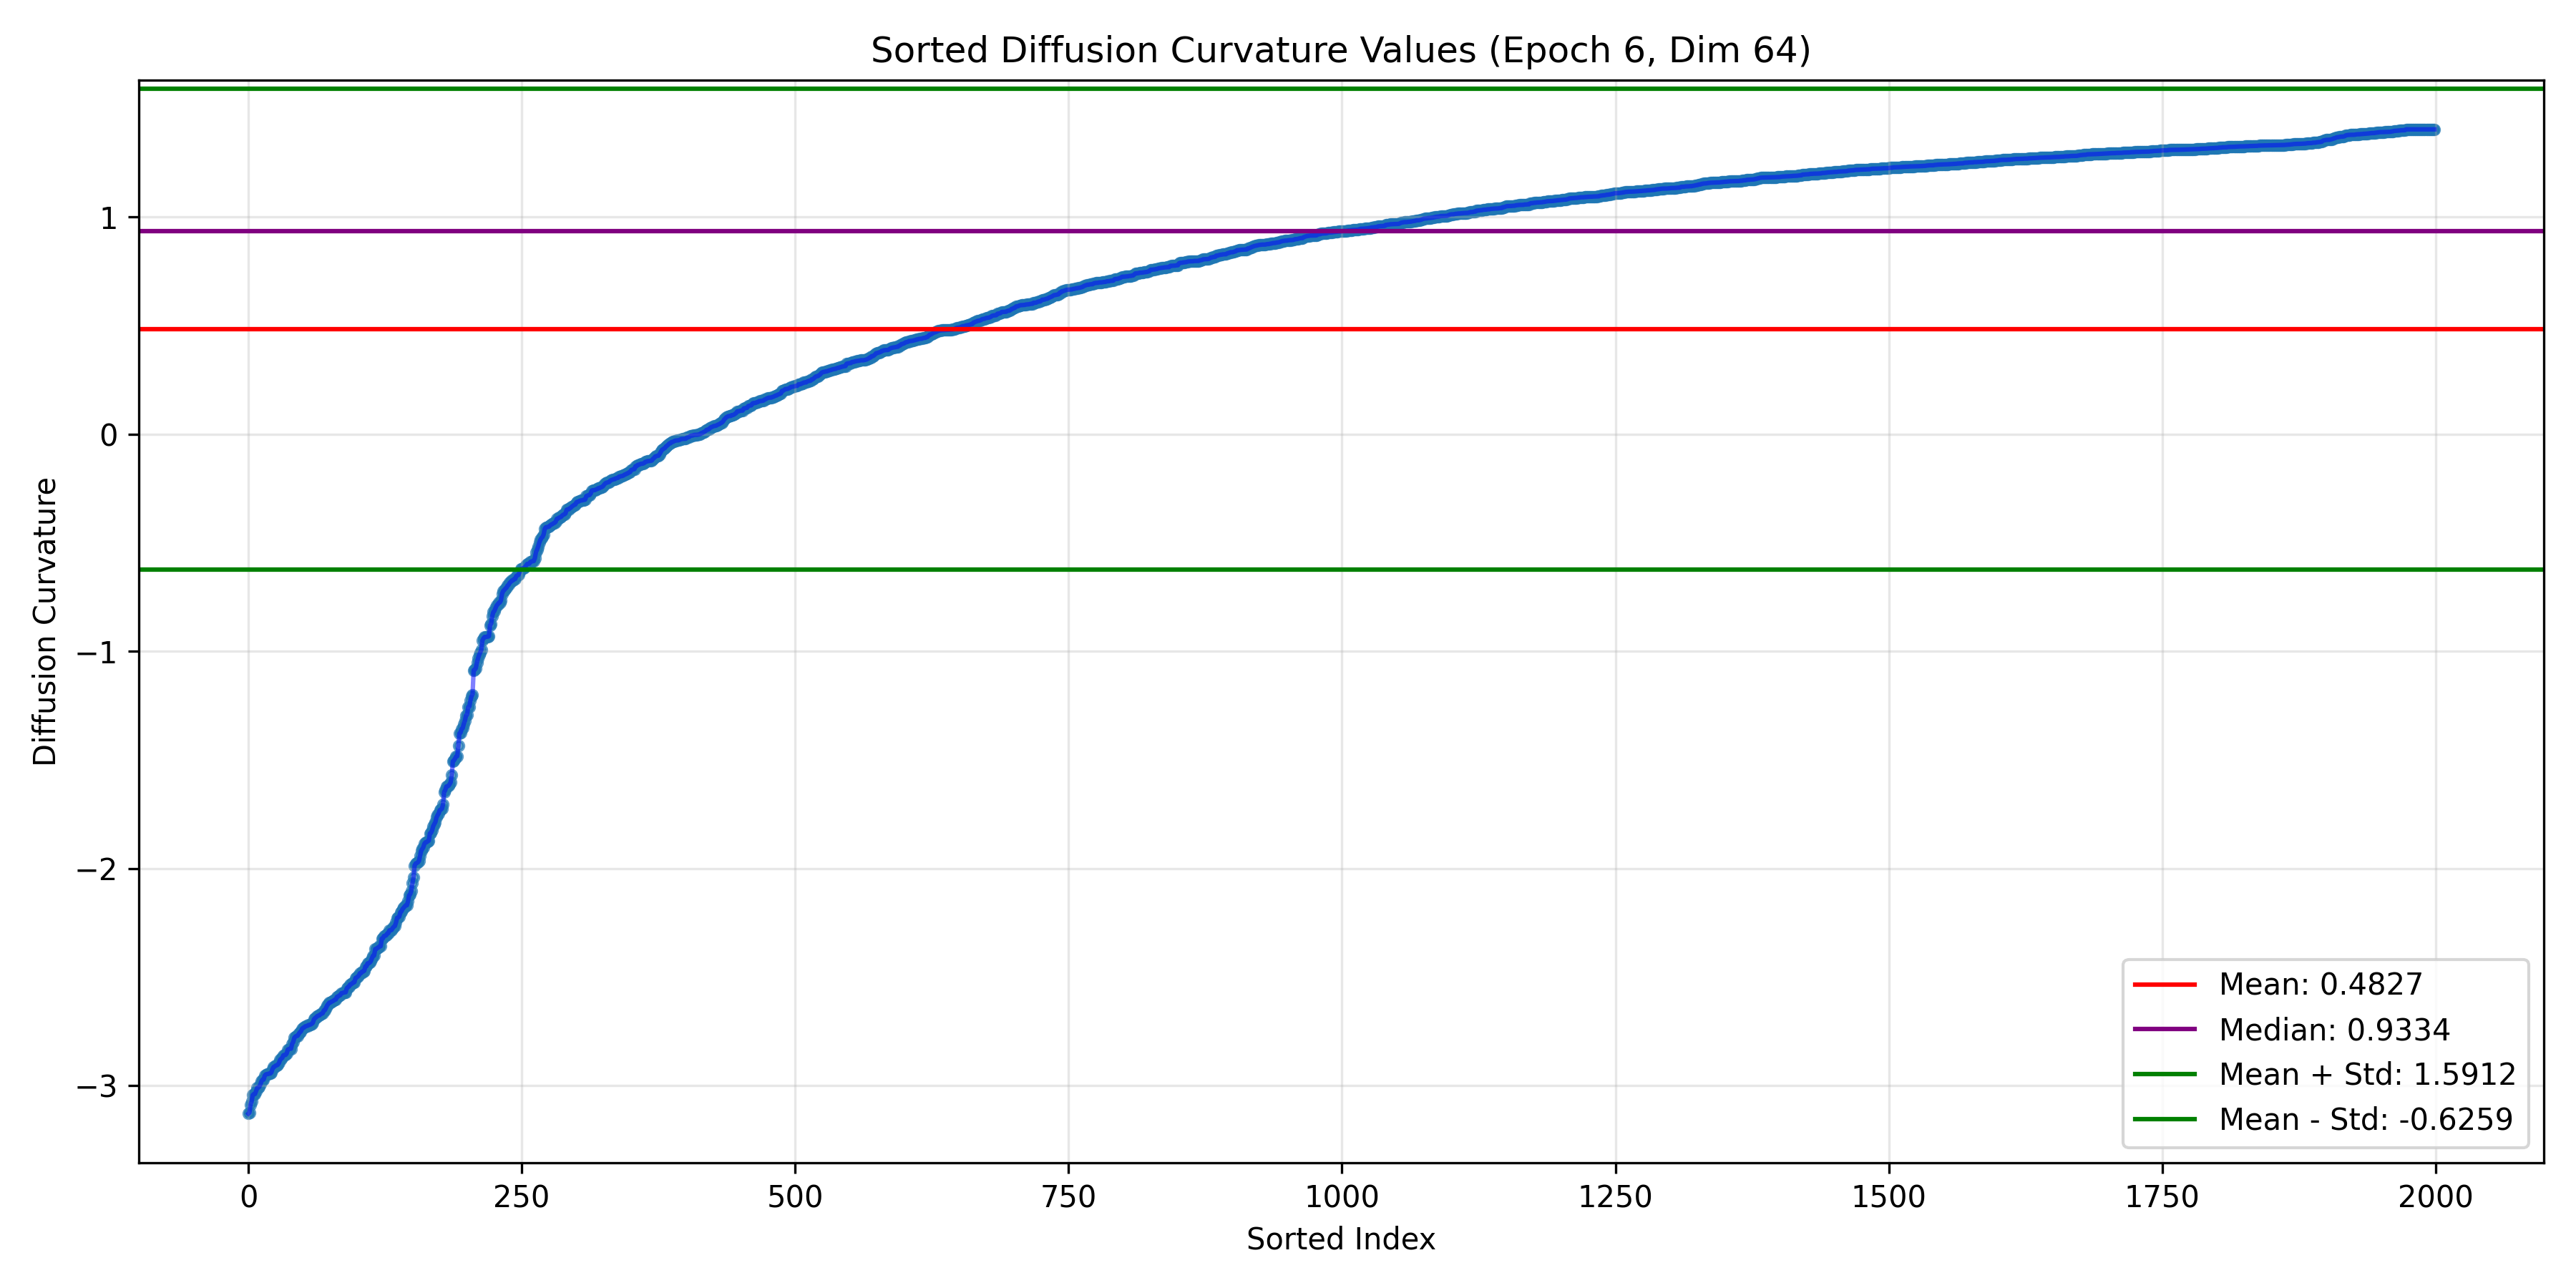 Sorted Diffusion Curvature Values (Epoch 6, Dim 64)
Diffusion Curvature
1
0
−1
−2
−3
0 250 500 750 1000 1250 1500 1750 2000
Sorted Index
Mean: 0.4827
Median: 0.9334
Mean + Std: 1.5912
Mean - Std: -0.6259